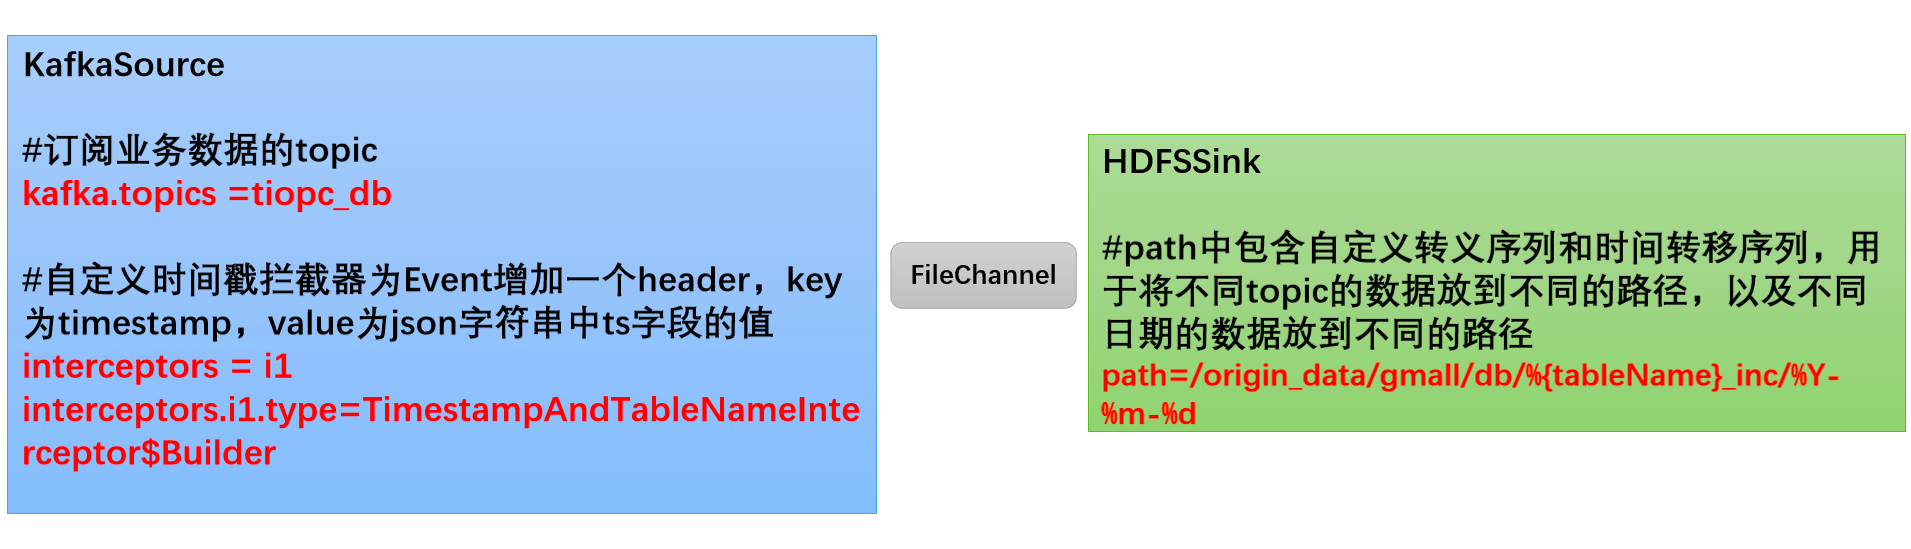 KafkaSource
#订阅业务数据的topic
kafka.topics =tiopc_db
#自定义时间戳拦截器为Event增加一个header，key
为timestamp，value为json字符串中ts字段的值
interceptors = i1
interceptors.i1.type=TimestampAndTableNameInte
rceptor$Builder
FileChannel
HDFSSink
#path中包含自定义转义序列和时间转移序列，用
于将不同topic的数据放到不同的路径，以及不同
日期的数据放到不同的路径
path=/origin_data/gmall/db/%{tableName}_inc/%Y-
%m-%d